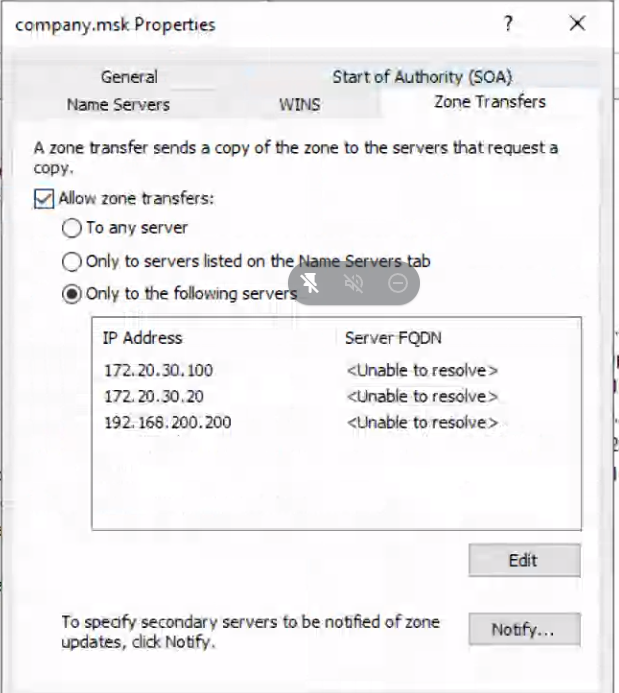 company.msk Properties
?
General
Start of Authority (SOA)
Name Servers
WINS
Zone Transfers
A zone transfer sends a copy of the zone to the servers that request a
copy.
Allow zone transfers:
To any server
Only to servers listed on the Name Servers tab
Only to the following servers
IP Address
Server FQDN
172.20.30.100
<Unable to resolve>
172.20.30.20
<Unable to resolve>
192.168.200.200
<Unable to resolve>
Edit
To specify secondary servers to be notified of zone
updates, click Notify.
Notify...